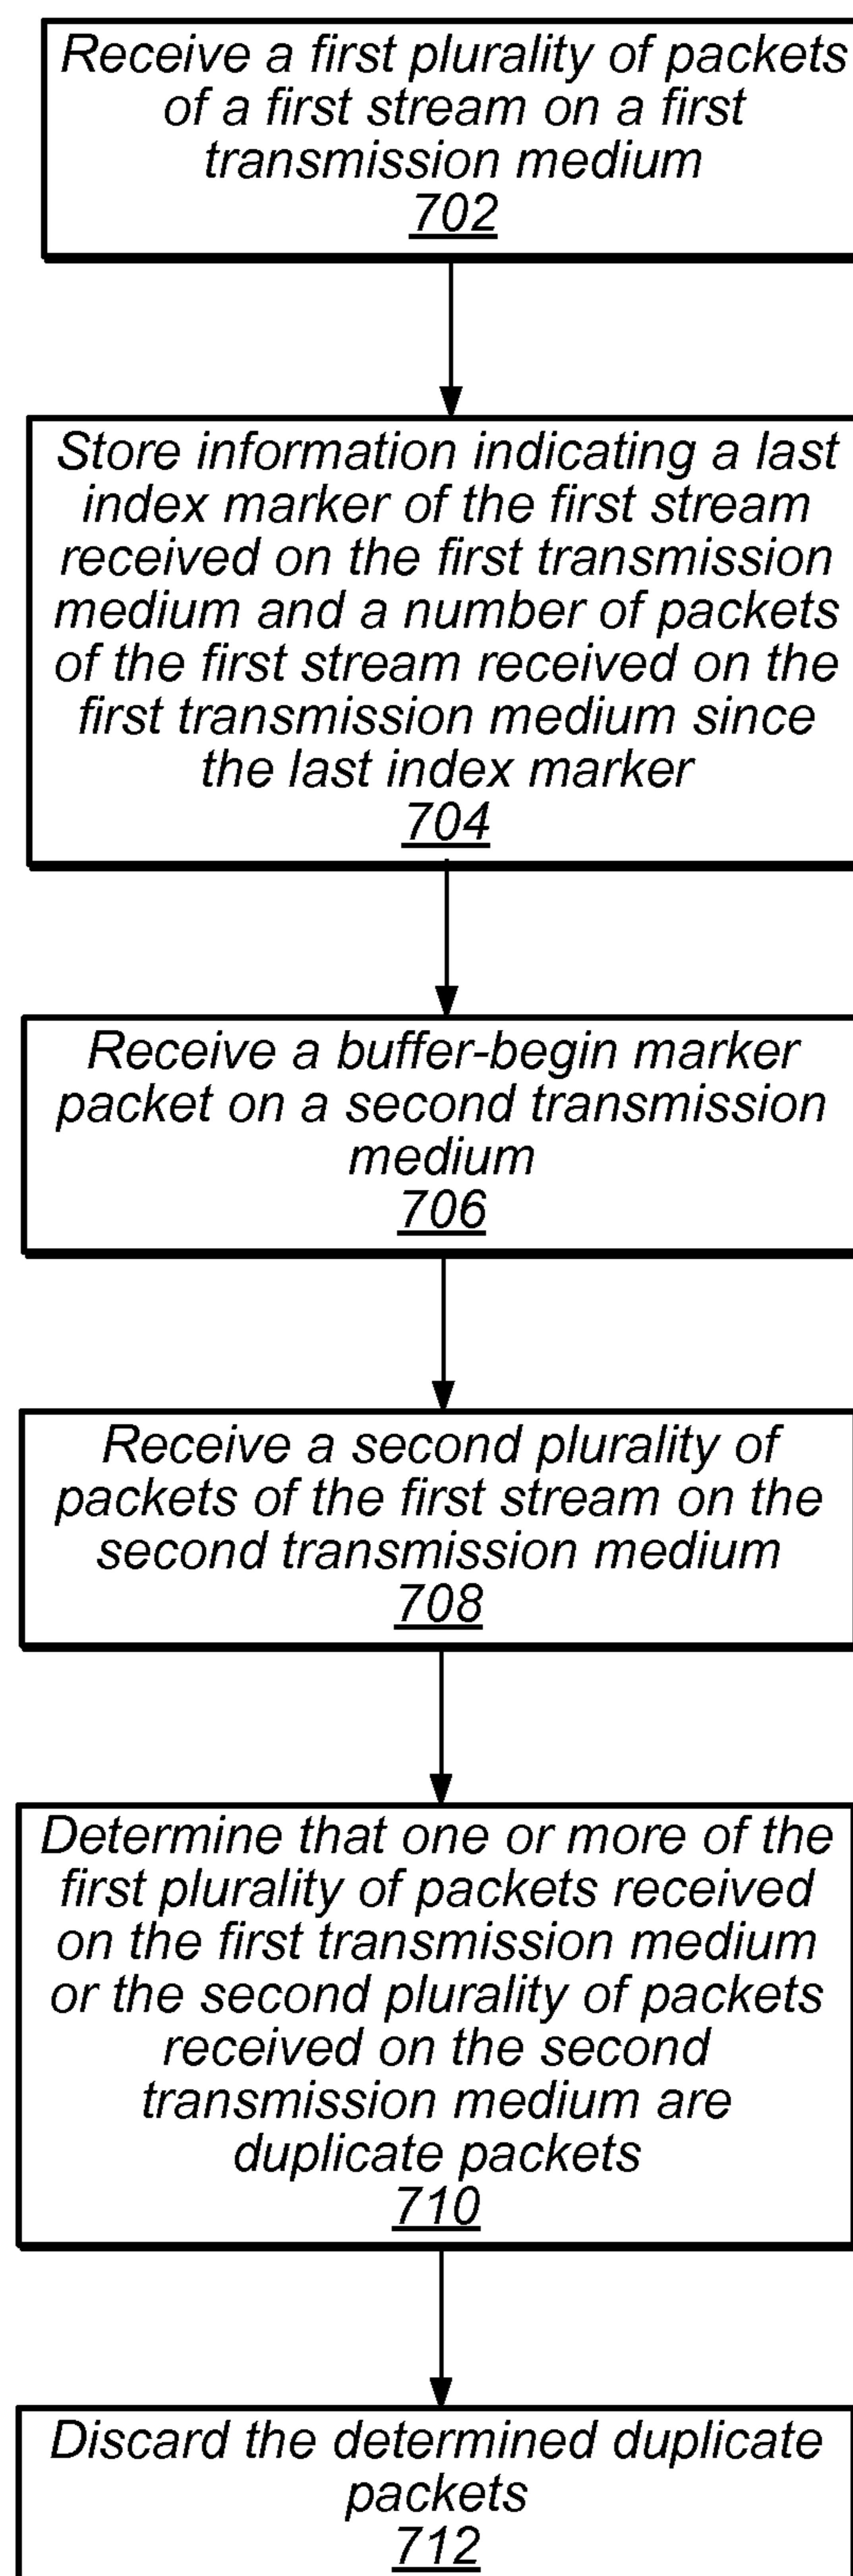 Receive a first plurality of packets
of a first stream on a first
transmission medium
702
Store information indicating a last
index marker of the first stream
received on the first transmission
medium and a number of packets
of the first stream received on the
first transmission medium since
the last index marker
704
Receive a buffer-begin marker
packet on a second transmission
medium
706
Receive a second plurality of
packets of the first stream on the
second transmission medium
708
Determine that one or more of the
first plurality of packets received
on the first transmission medium
or the second plurality of packets
received on the second
transmission medium are
duplicate packets
710
Discard the determined duplicate
packets
712